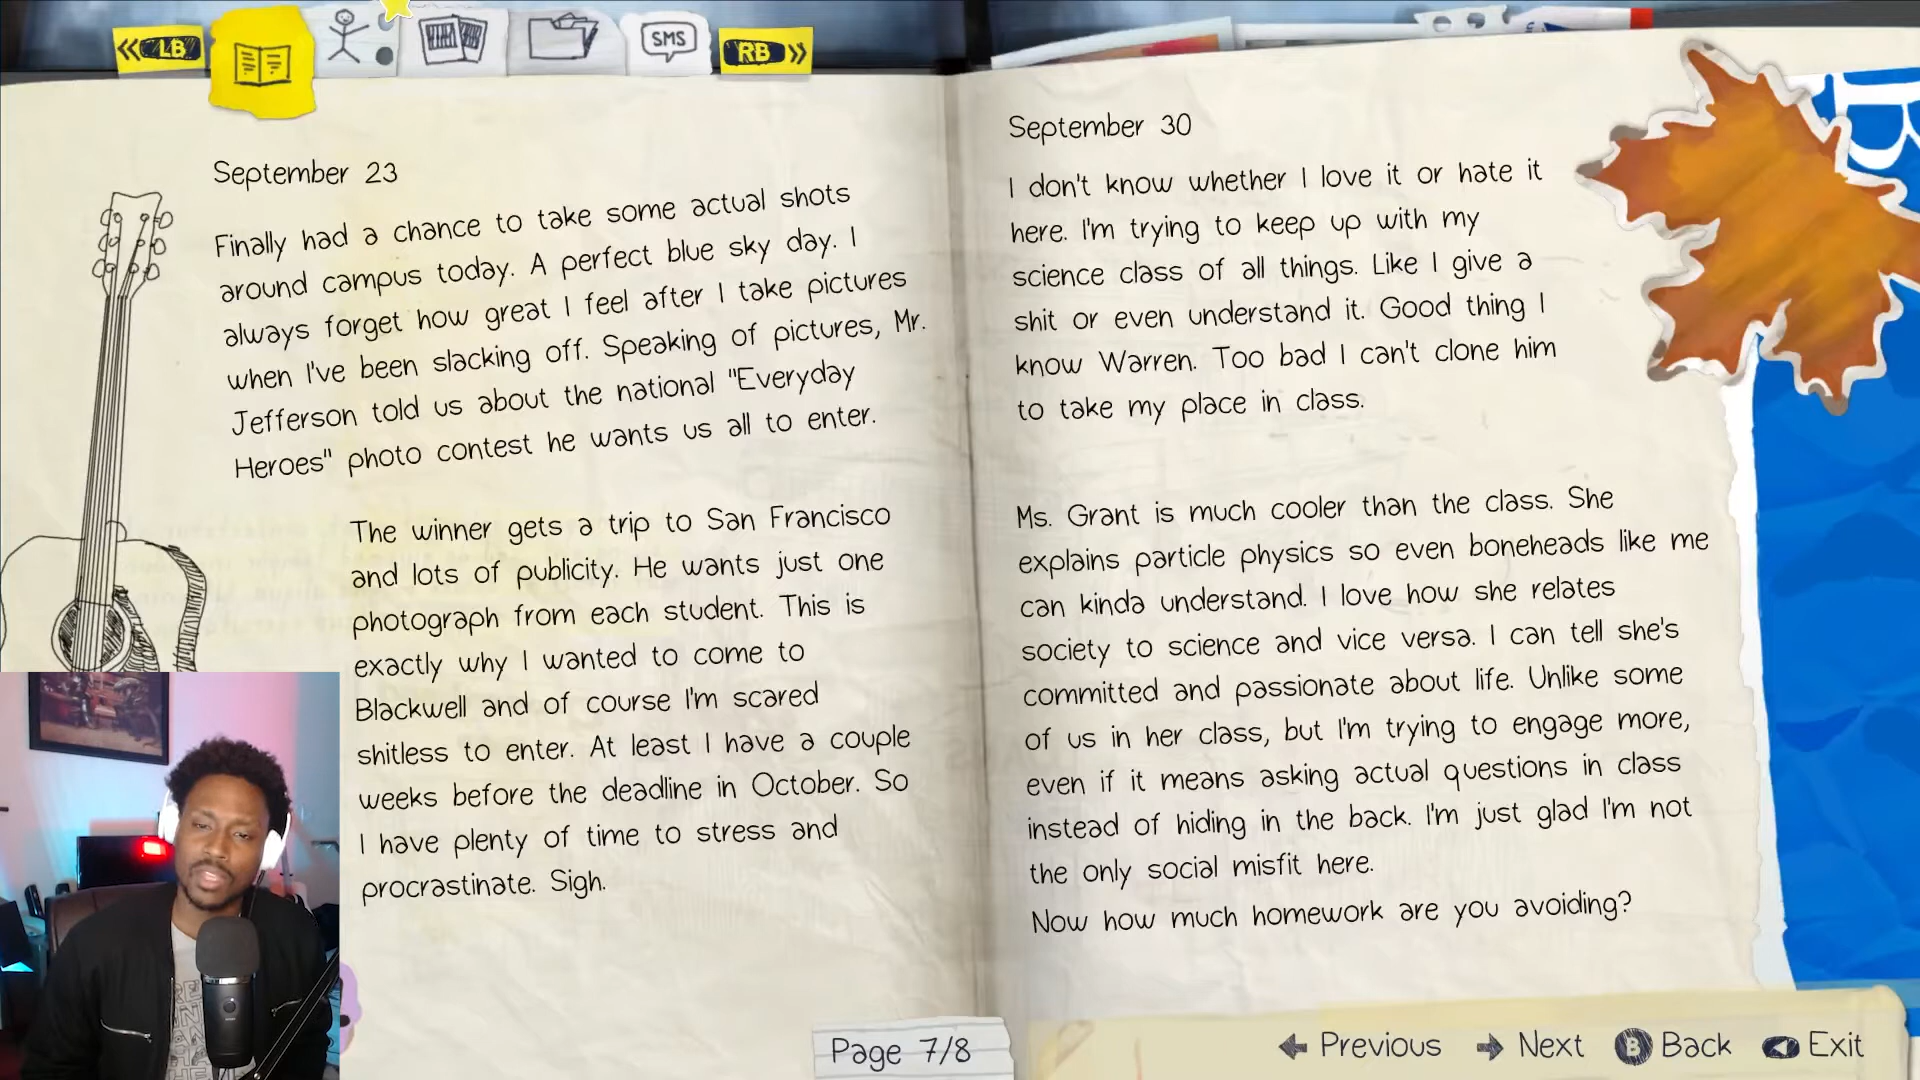 LB
SMS
RB
September 23
Finally had a chance to take some actual shots
around campus today. A perfect blue sky day. I
always forget how great I feel after I take pictures
when I've been slacking off. Speaking of pictures, Mr.
Jefferson told us about the national "Everyday
Heroes" photo contest he wants us all to enter.
The winner gets a trip to San Francisco
and lots of publicity. He wants just one
photograph from each student. This is
exactly why I wanted to come to
Blackwell and of course I'm scared
shitless to enter. At least I have a couple
weeks before the deadline in October. So
I have plenty of time to stress and
procrastinate. Sigh.
September 30
I don't know whether I love it or hate it
here. I'm trying to keep up with my
science class of all things. Like I give a
shit or even understand it. Good thing I
know Warren. Too bad I can't clone him
to take my place in class.
Ms. Grant is much cooler than the class. She
explains particle physics so even boneheads like me
can kinda understand. I love how she relates
society to science and vice versa. I can tell she's
committed and passionate about life. Unlike some
of us in her class, but I'm trying to engage more,
even if it means asking actual questions in class
instead of hiding in the back. I'm just glad I'm not
the only social misfit here.
Now how much homework are you avoiding?
Page 7/8
Previous
Next
B Back
Exit